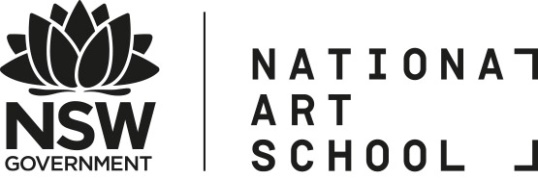 NSW
GOVERNMENT
NATIONAL
ART
SCHOOL